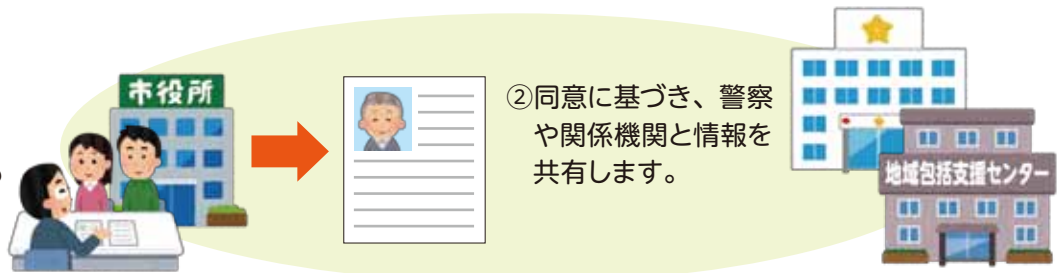 市役所
②同意に基づき、警察
や関係機関と情報を
共有します。
地域包括支援センター